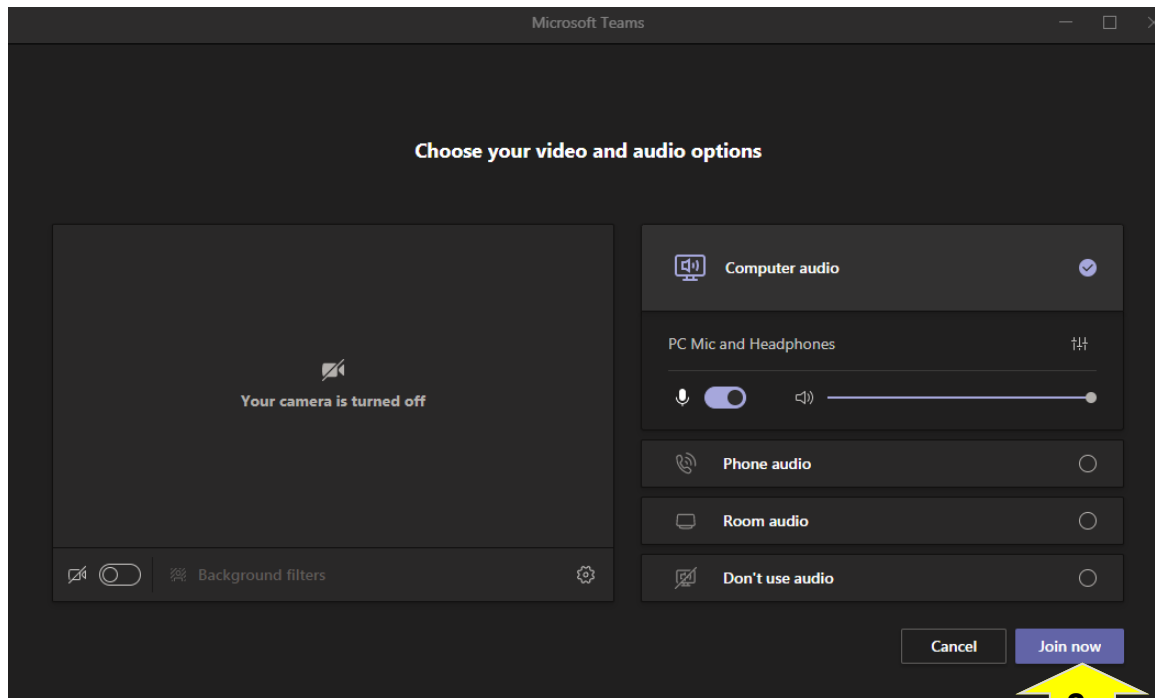 Microsoft Teams
Choose your video and audio options
Your camera is turned off
Background filters
Computer audio
PC Mic and Headphones
Phone audio
Room audio
Don't use audio
Cancel
Join now